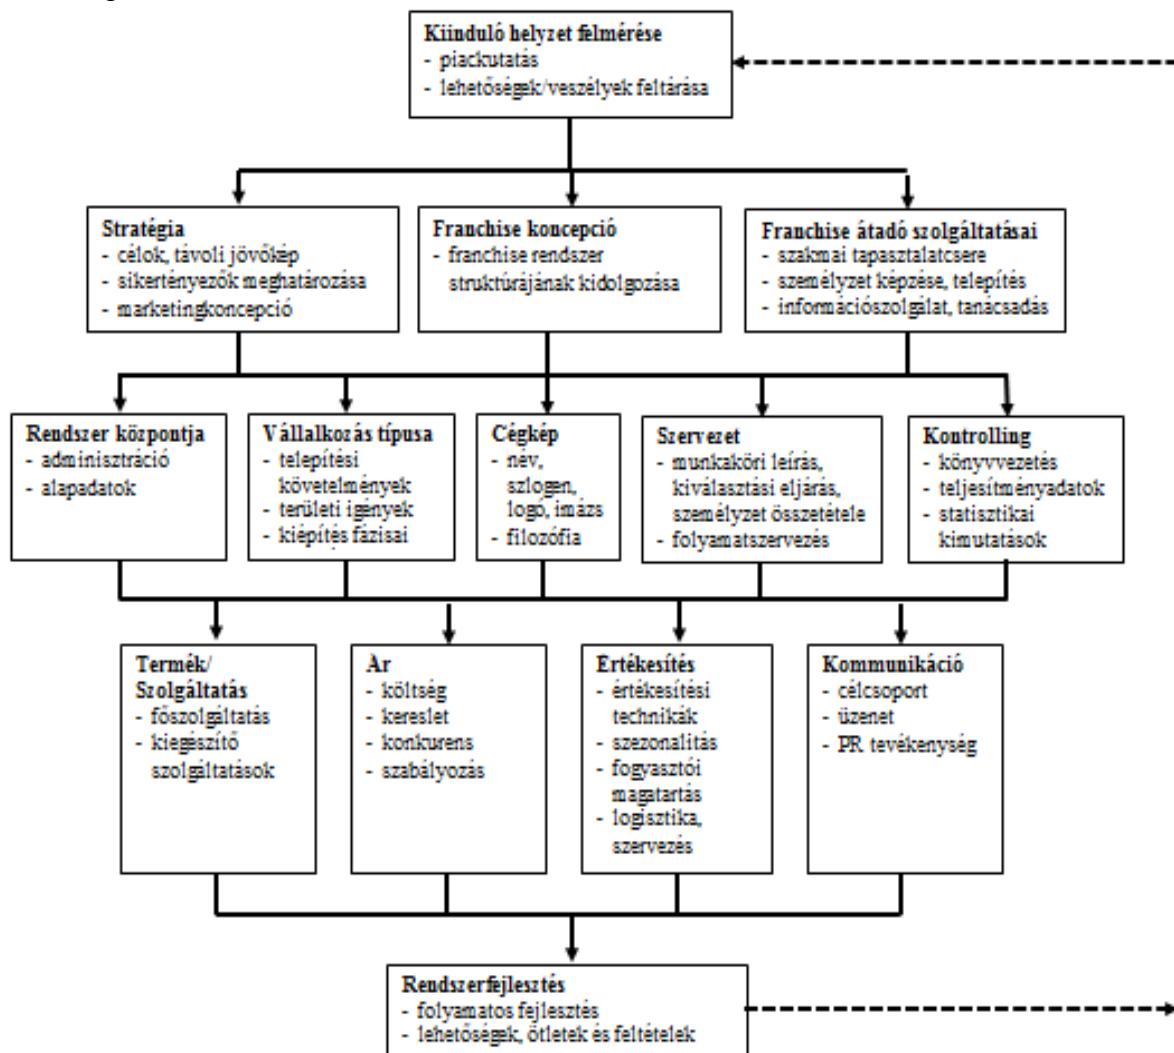 Kiinduló helyzet felmérése
- piackutatás
- lehetőségek/veszélyek feltárása
Stratégia
- célok, távoli jövőkép
- sikertényezők meghatározása
- marketingkoncepció
Franchise koncepció
- franchise rendszer
struktúrájának kidolgozása
Franchise átadó szolgáltatásai
- szakmai tapasztalatcsere
- személyzet képzése, telepítés
- információszolgálat, tanácsadás
Rendszer központja
- adminisztráció
- alapadatok
Vállalkozás típusa
- telepítési
követelmények
- területi igények
- kiépítés fázisai
Cégkép
- név,
szlogen,
logó, imázs
- filozófia
Szervezet
- munkaköri leírás,
kiválasztási eljárás,
személyzet összetétele
- folyamatszervezés
Kontrolling
- könyvvezetés
- teljesítményadatok
- statisztikai
kimutatások
Termék/
Szolgáltatás
- főszolgáltatás
- kiegészítő
szolgáltatások
Ár
- költség
- kereslet
- konkurens
- szabályozás
Értékesítés
- értékesítési
technikák
- szezonalitás
- fogyasztói
magatartás
- logisztika,
szervezés
Kommunikáció
- célcsoport
- üzenet
- PR tevékenység
Rendszerfejlesztés
- folyamatos fejlesztés
- lehetőségek, ötletek és feltételek